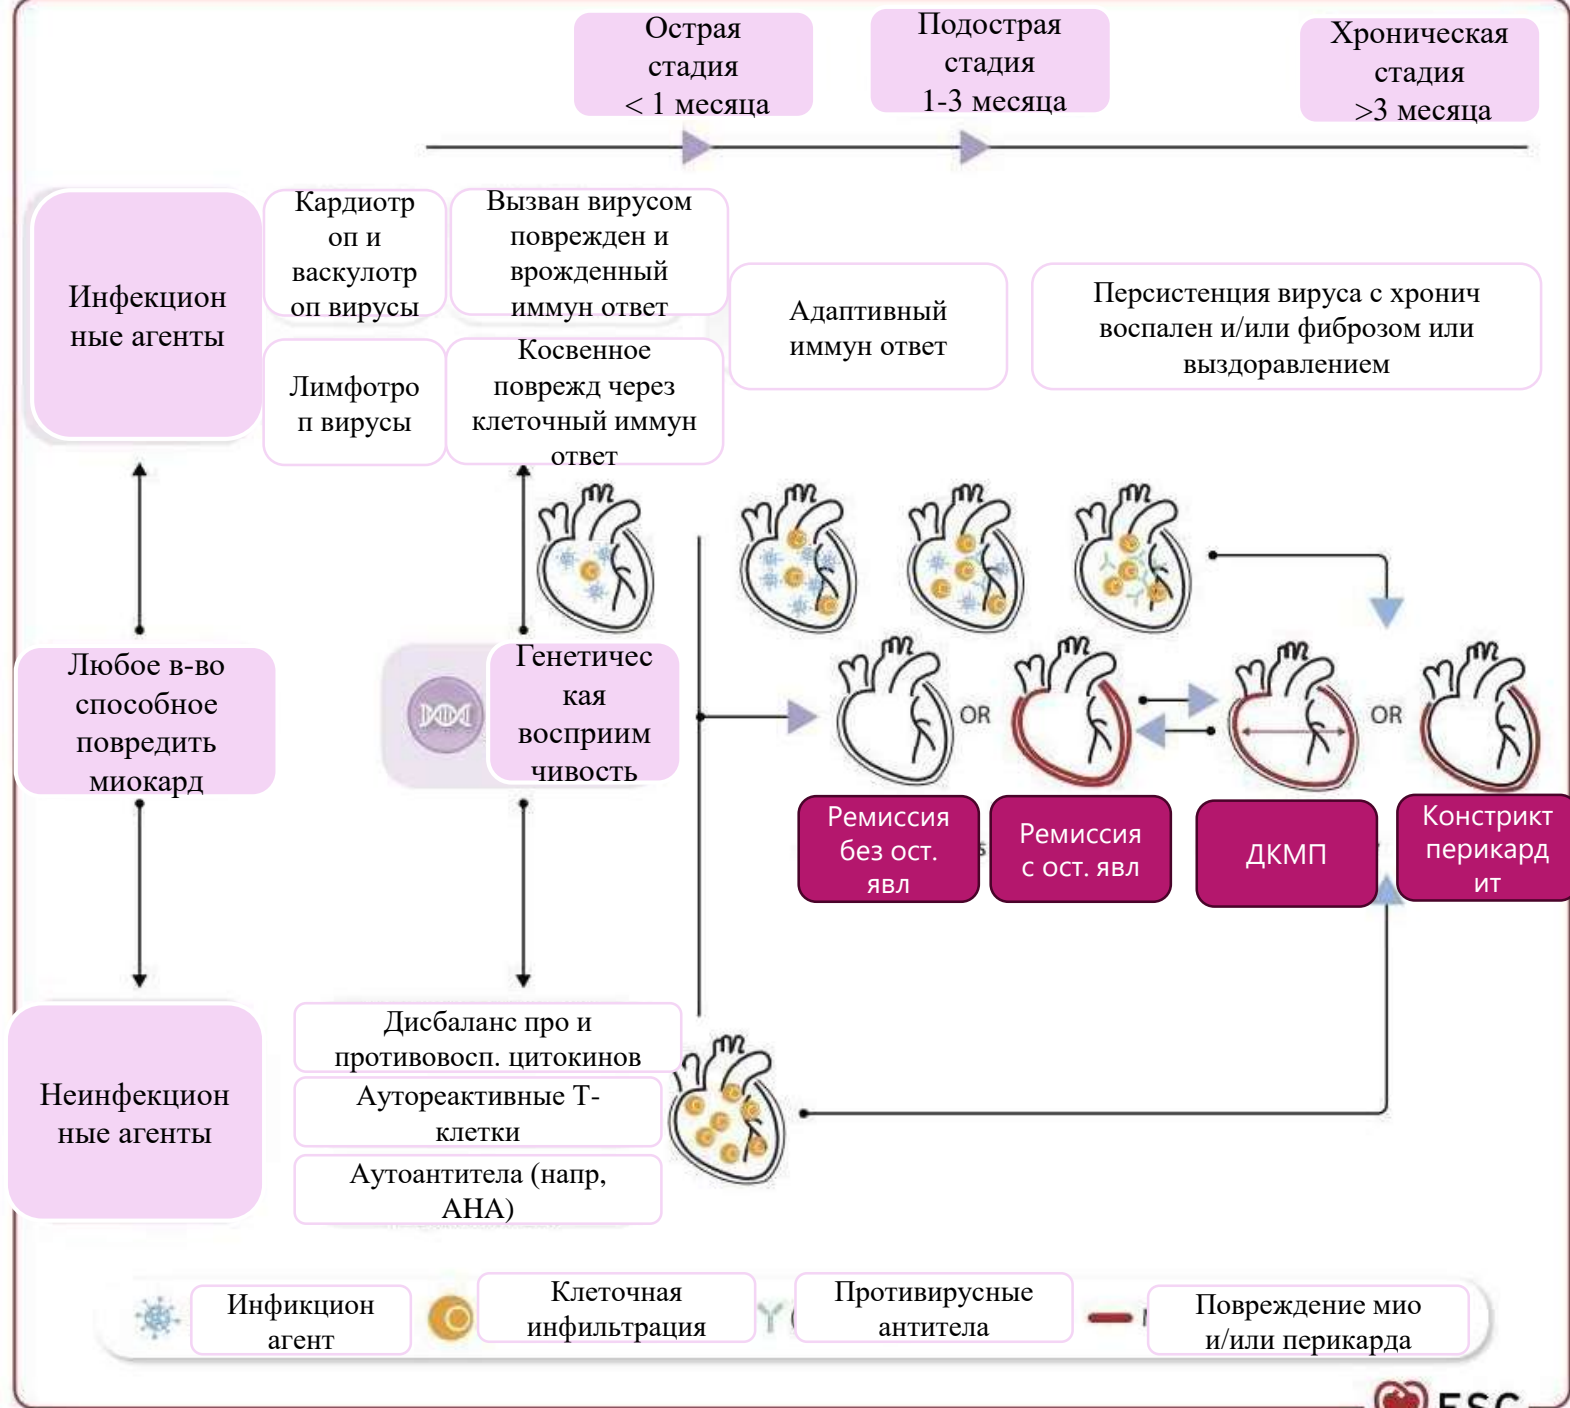 Острая
стадия
< 1 месяца
Подострая
стадия
1-3 месяца
Хроническая
стадия
>3 месяца
Инфекцион
ные агенты
Кардиотр
оп и
васкулотр
оп вирусы
Вызван вирусом
поврежден и
врожденный
иммун ответ
Лимфотро
п вирусы
Косвенное
поврежд через
клеточный иммун
ответ
Адаптивный
иммун ответ
Персистенция вируса с хронич
воспален и/или фиброзом или
выздоравлением
Любое в-во
способное
повредить
миокард
Генетичес
кая
восприим
чивость
OR
OR
Ремиссия
без ост.
явл
Ремиссия
с ост. явл
ДКМП
Констрикт
перикард
ит
Неинфекцион
ные агенты
Дисбаланс про и
противовосп. цитокинов
Аутореактивные Т-
клетки
Аутоантитела (напр,
АНА)
Инфикцион
агент
Клеточная
инфильтрация
Противирусные
антитела
Повреждение мио
и/или перикарда
ESC